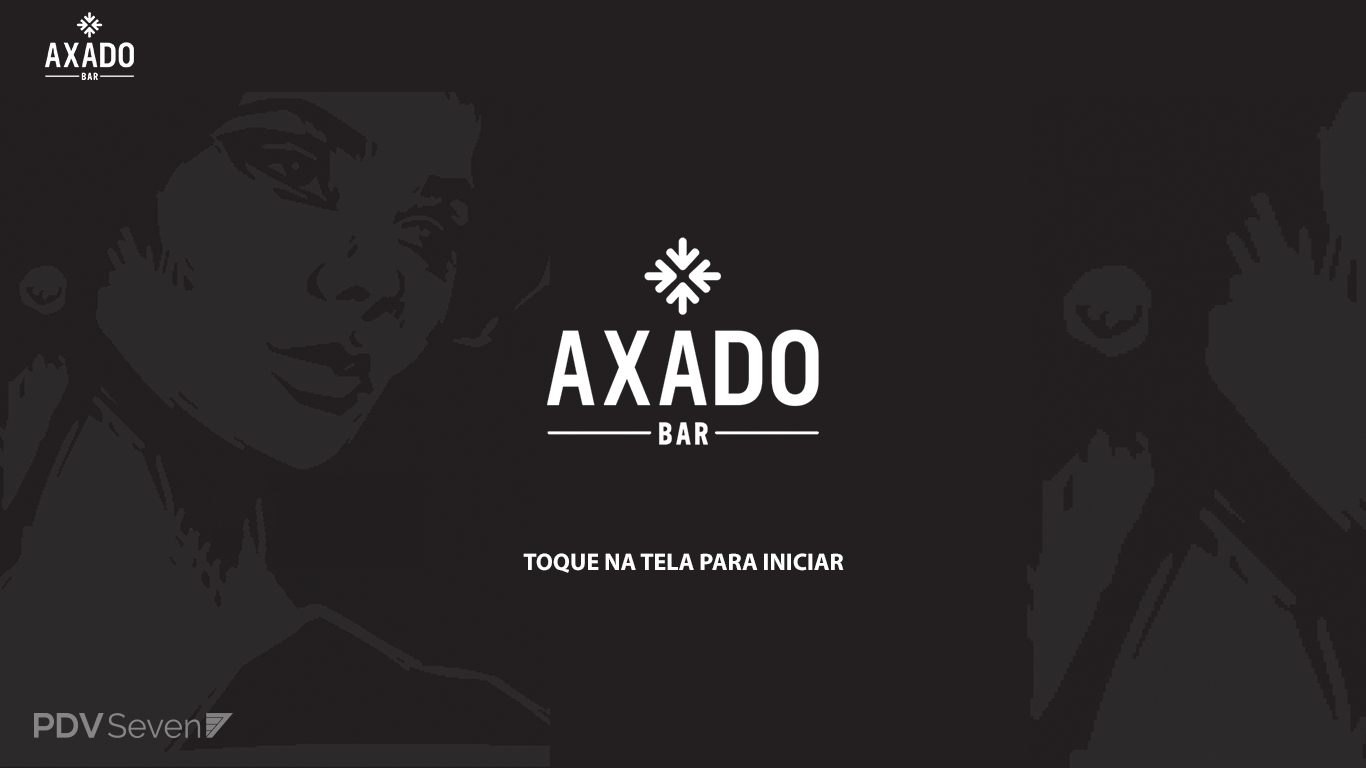 AXADO
BAR
AXADO
BAR
TOQUE NA TELA PARA INICIAR
PDVSeven